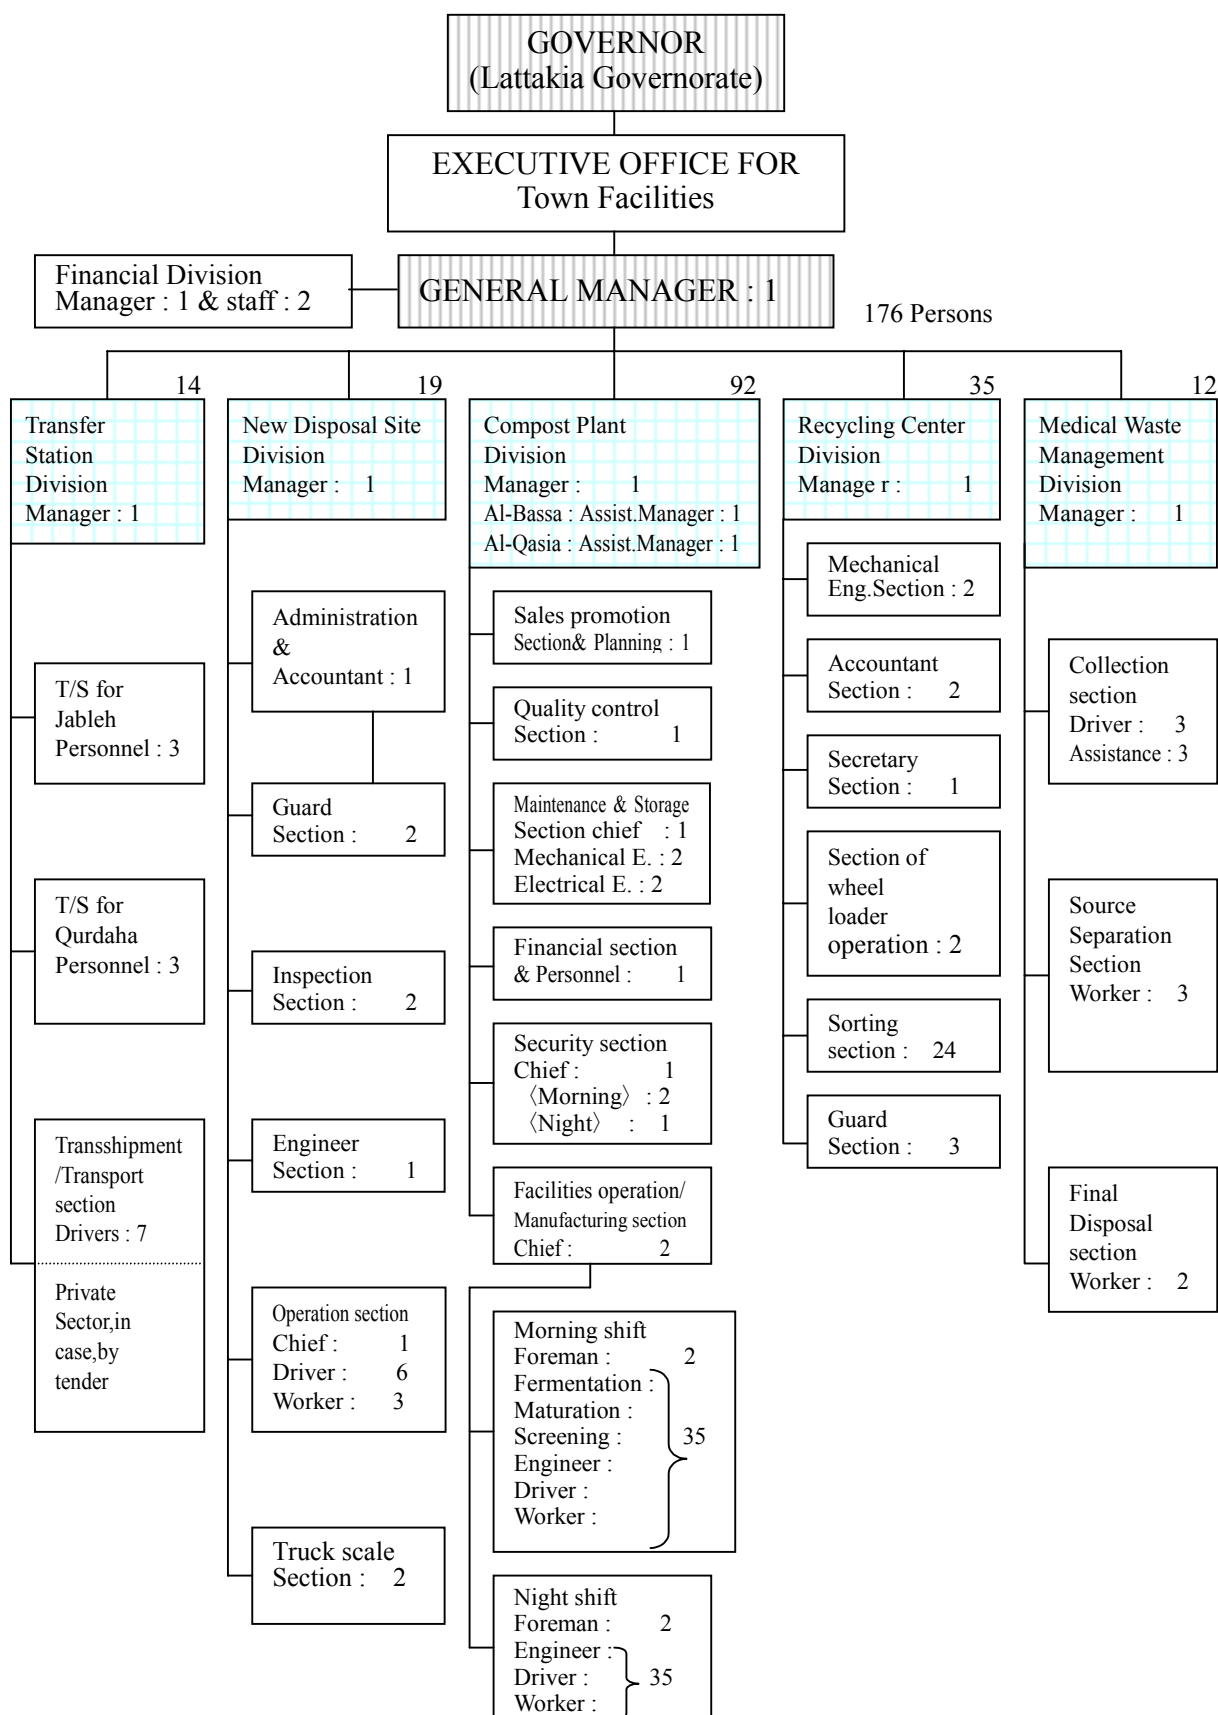 GOVERNOR
(Lattakia Governorate)
EXECUTIVE OFFICE FOR
Town Facilities
Financial Division
Manager : 1 & staff : 2
GENERAL MANAGER : 1
176 Persons
14
19
92
35
12
Transfer
Station
Division
Manager : 1
T/S for
Jableh
Personnel : 3
T/S for
Qurdaha
Personnel : 3
Transshipment
/Transport
section
Drivers : 7
Private
Sector,in
case,by
tender
New Disposal Site
Division
Manager : 1
Administration
&
Accountant : 1
Guard
Section : 2
Inspection
Section : 2
Engineer
Section : 1
Operation section
Chief : 1
Driver : 6
Worker : 3
Truck scale
Section : 2
Compost Plant
Division
Manager : 1
Al-Bassa : Assist.Manager : 1
Al-Qasia : Assist.Manager : 1
Sales promotion
Section& Planning : 1
Quality control
Section : 1
Maintenance & Storage
Section chief : 1
Mechanical E. : 2
Electrical E. : 2
Financial section
& Personnel : 1
Security section
Chief : 1
〈Morning〉 : 2
〈Night〉 : 1
Facilities operation/
Manufacturing section
Chief : 2
Morning shift
Foreman : 2
Fermentation :
Maturation :
Screening : 35
Engineer :
Driver :
Worker :
Night shift
Foreman : 2
Engineer :
Driver : 35
Worker :
Recycling Center
Division
Manage r : 1
Mechanical
Eng.Section : 2
Accountant
Section : 2
Secretary
Section : 1
Section of
wheel
loader
operation : 2
Sorting
section : 24
Guard
Section : 3
Medical Waste
Management
Division
Manager : 1
Collection
section
Driver : 3
Assistance : 3
Source
Separation
Section
Worker : 3
Final
Disposal
section
Worker : 2